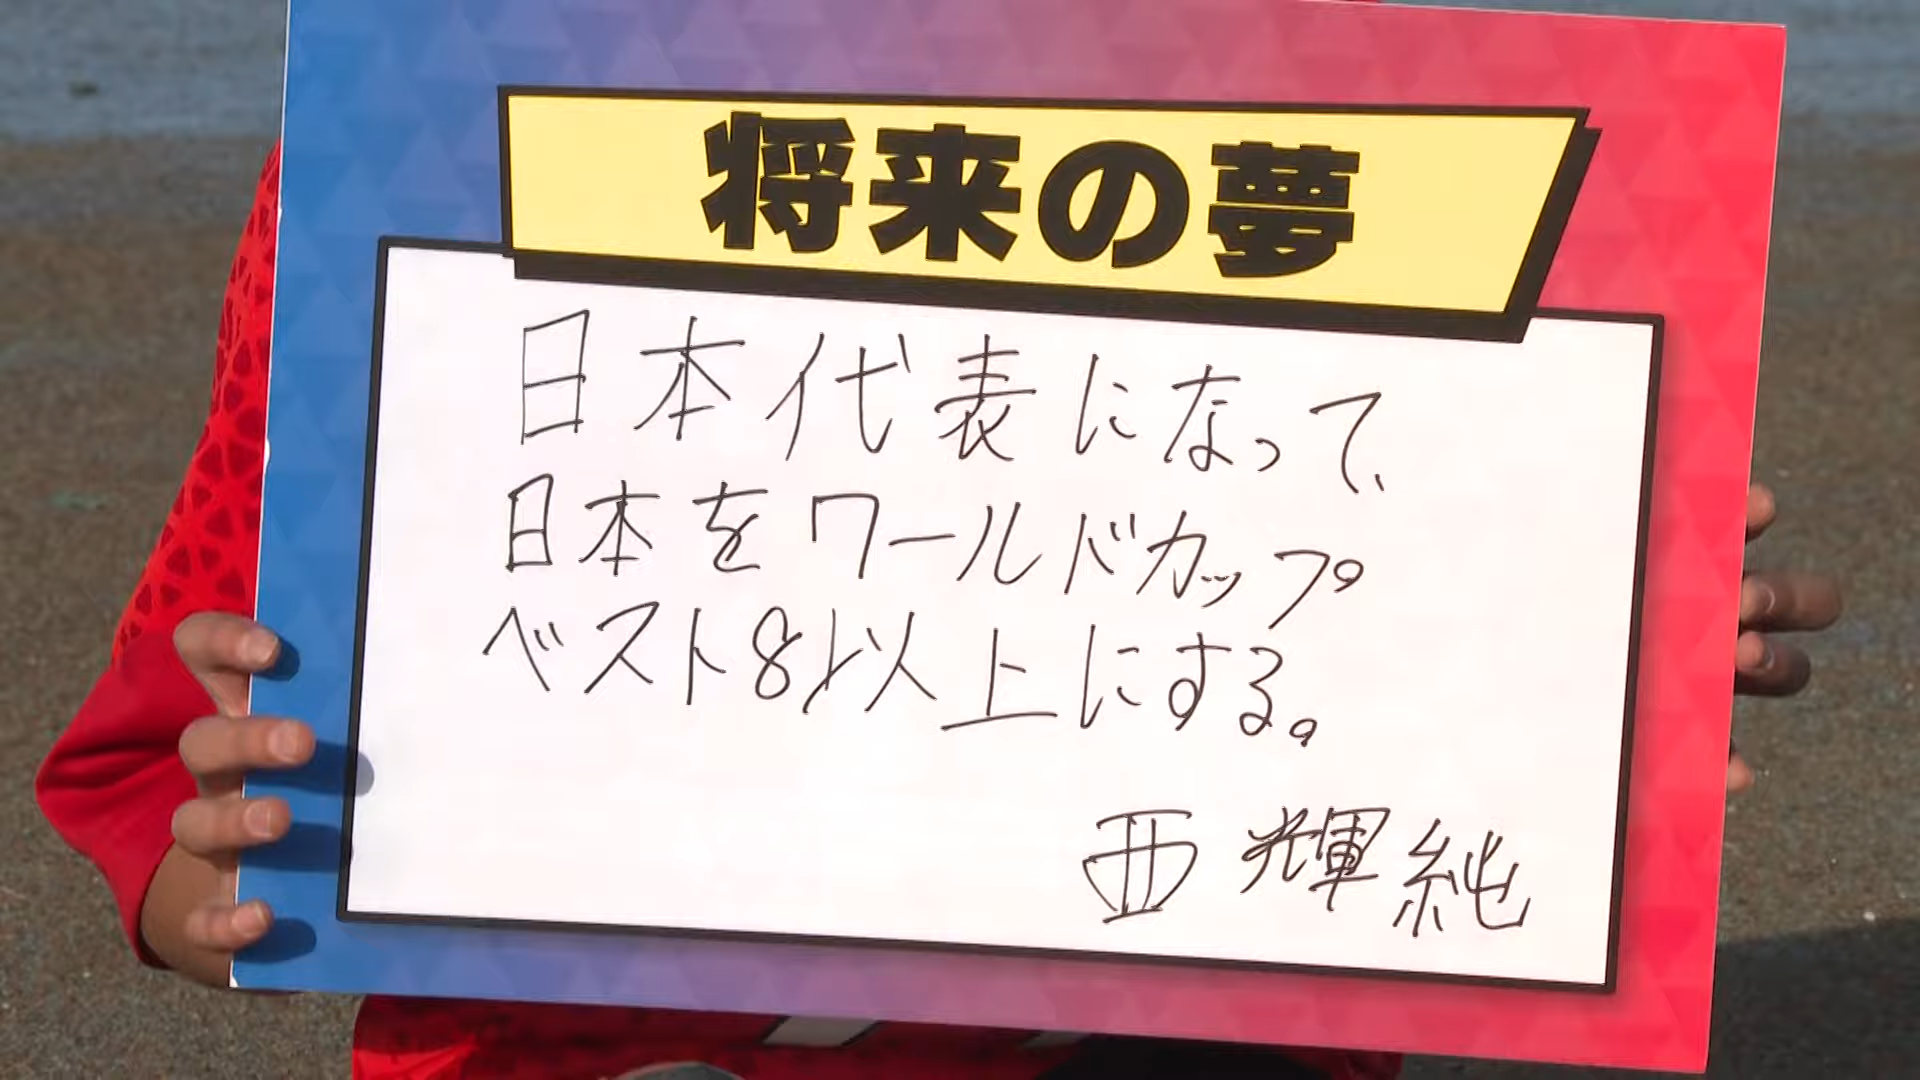 将来の夢
日本代表になって、
日本をワールドカップ
ベスト8以上にする。
亜輝純